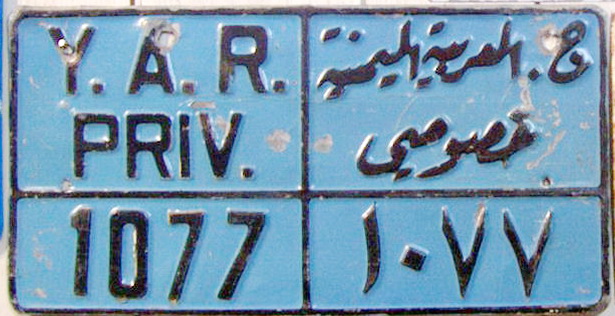 Y. A. R.
ج. العربية اليمنية
PRIV.
خصوصي
1077
١٠٧٧